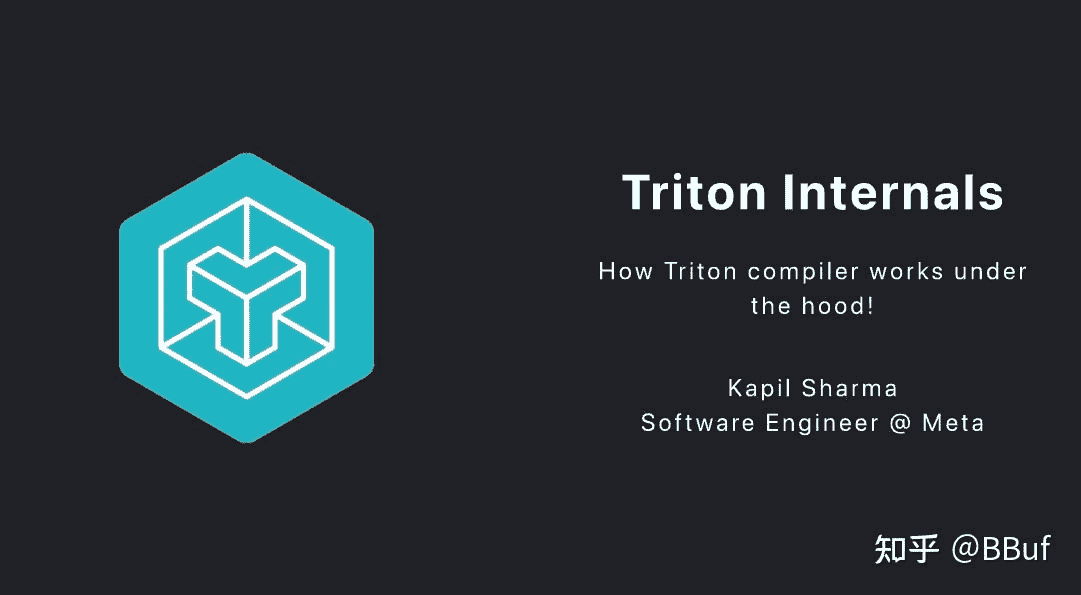 Triton Internals
How Triton compiler works under
the hood!
Kapil Sharma
Software Engineer @ Meta
知乎 @BBuf